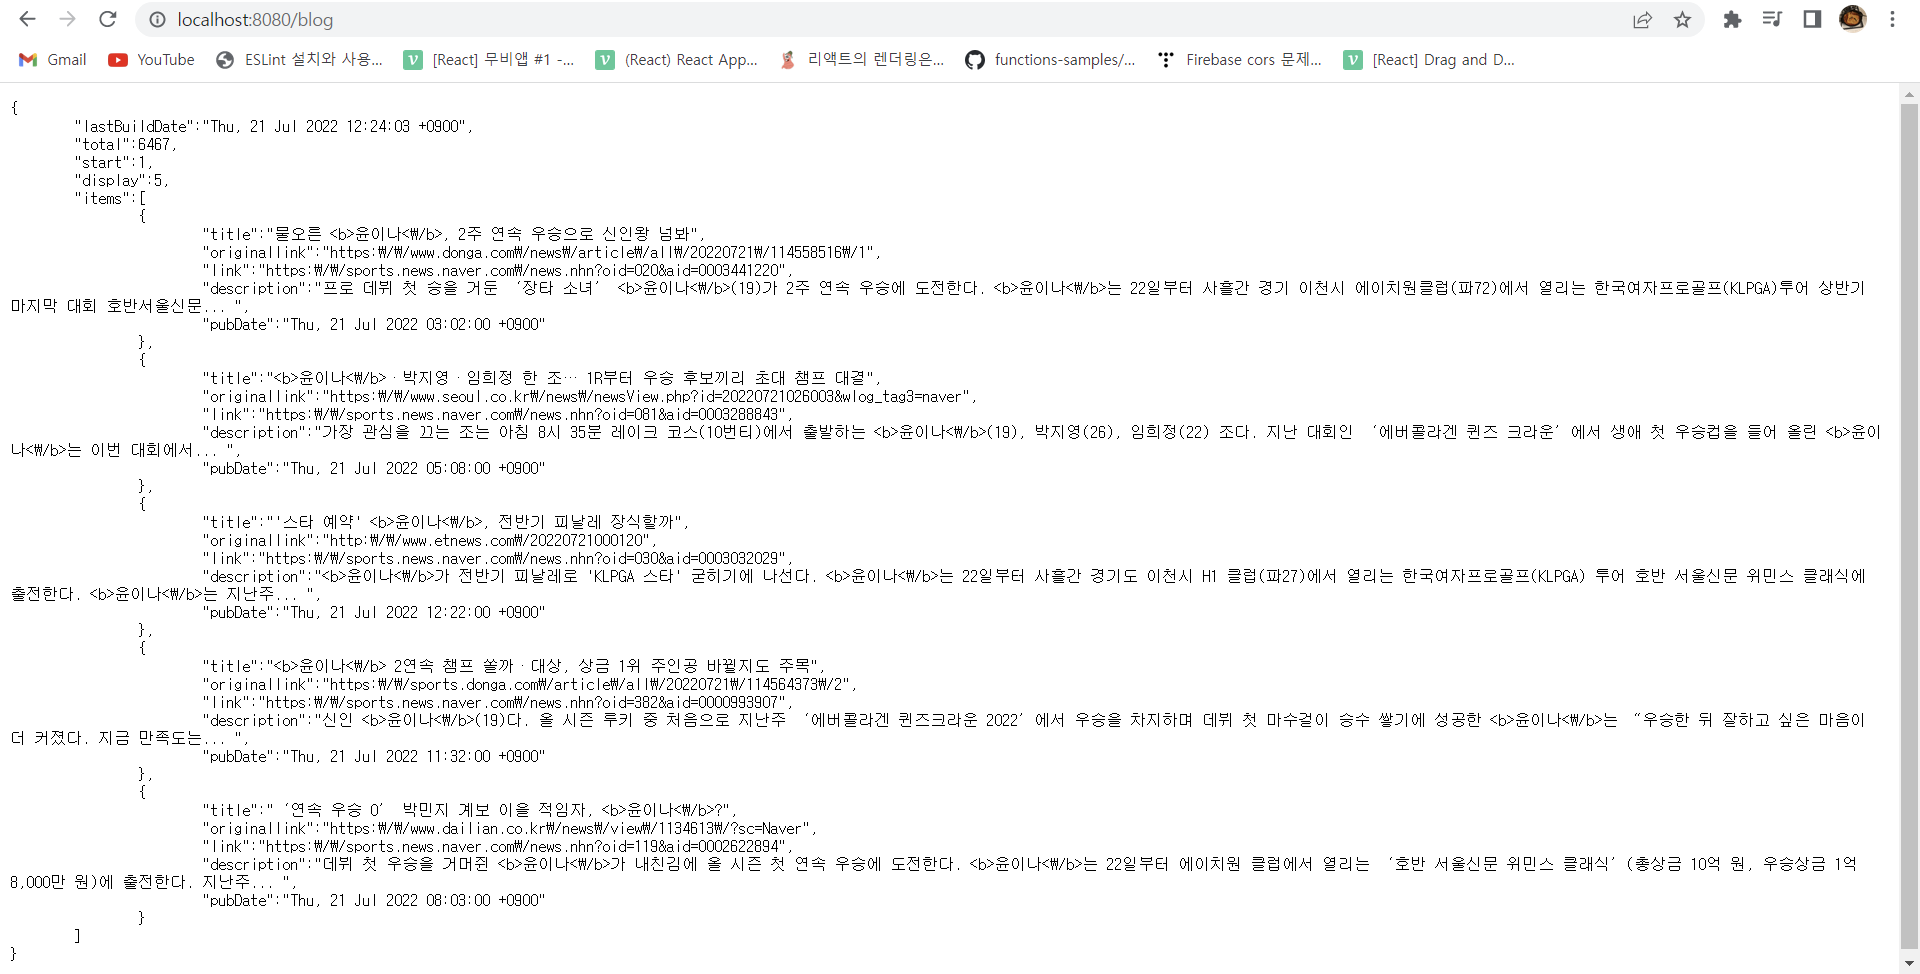 localhost:8080/blog
Gmail YouTube ESLint 설치와 사용... [React] 무비앱 #1 -... (React) React App... 리액트의 렌더링은... functions-samples/... Firebase cors 문제... [React] Drag and D...
{
"lastBuildDate":"Thu, 21 Jul 2022 12:24:03 +0900",
"total":6467,
"start":1,
"display":5,
"items":[
{
"title":"물오른 <b>윤이나<₩/b>, 2주 연속 우승으로 신인왕 넘봐",
"originallink":"https:₩/₩/www.donga.com₩/news₩/article₩/all₩/20220721₩/114558516₩/1",
"link":"https:₩/₩/sports.news.naver.com₩/news.nhn?oid=020&aid=0003441220",
"description":"프로 데뷔 첫 승을 거둔 ‘장타 소녀’ <b>윤이나<₩/b>(19)가 2주 연속 우승에 도전한다. <b>윤이나<₩/b>는 22일부터 사흘간 경기 이천시 에이치원클럽(파72)에서 열리는 한국여자프로골프(KLPGA)투어 상반기
마지막 대회 호반서울신문... ",
"pubDate":"Thu, 21 Jul 2022 03:02:00 +0900"
},
{
"title":"<b>윤이나<₩/b>·박지영·임희정 한 조… 1R부터 우승 후보끼리 초대 챔프 대결",
"originallink":"https:₩/₩/www.seoul.co.kr₩/news₩/newsView.php?id=20220721026003&wlog_tag3=naver",
"link":"https:₩/₩/sports.news.naver.com₩/news.nhn?oid=081&aid=0003288843",
"description":"가장 관심을 끄는 조는 아침 8시 35분 레이크 코스(10번티)에서 출발하는 <b>윤이나<₩/b>(19), 박지영(26), 임희정(22) 조다. 지난 대회인 ‘에버콜라겐 퀸즈 크라운’에서 생애 첫 우승컵을 들어 올린 <b>윤이
나<₩/b>는 이번 대회에서... ",
"pubDate":"Thu, 21 Jul 2022 05:08:00 +0900"
},
{
"title":"'스타 예약' <b>윤이나<₩/b>, 전반기 피날레 장식할까",
"originallink":"http:₩/₩/www.etnews.com₩/20220721000120",
"link":"https:₩/₩/sports.news.naver.com₩/news.nhn?oid=030&aid=0003032029",
"description":"<b>윤이나<₩/b>가 전반기 피날레로 'KLPGA 스타' 굳히기에 나선다. <b>윤이나<₩/b>는 22일부터 사흘간 경기도 이천시 H1 클럽(파27)에서 열리는 한국여자프로골프(KLPGA) 투어 호반 서울신문 위민스 클래식에
출전한다. <b>윤이나<₩/b>는 지난주... ",
"pubDate":"Thu, 21 Jul 2022 12:22:00 +0900"
},
{
"title":"<b>윤이나<₩/b> 2연속 챔프 쏠까·대상, 상금 1위 주인공 바뀔지도 주목",
"originallink":"https:₩/₩/sports.donga.com₩/article₩/all₩/20220721₩/114564373₩/2",
"link":"https:₩/₩/sports.news.naver.com₩/news.nhn?oid=382&aid=0000993907",
"description":"신인 <b>윤이나<₩/b>(19)다. 올 시즌 루키 중 처음으로 지난주 ‘에버콜라겐 퀸즈크라운 2022’에서 우승을 차지하며 데뷔 첫 마수걸이 승수 쌓기에 성공한 <b>윤이나<₩/b>는 “우승한 뒤 잘하고 싶은 마음이
더 커졌다. 지금 만족도는... ",
"pubDate":"Thu, 21 Jul 2022 11:32:00 +0900"
},
{
"title":" ‘연속 우승 0’ 박민지 계보 이을 적임자, <b>윤이나<₩/b>?",
"originallink":"https:₩/₩/www.dailian.co.kr₩/news₩/view₩/1134613₩/?sc=Naver",
"link":"https:₩/₩/sports.news.naver.com₩/news.nhn?oid=119&aid=0002622894",
"description":"데뷔 첫 우승을 거머쥔 <b>윤이나<₩/b>가 내친김에 올 시즌 첫 연속 우승에 도전한다. <b>윤이나<₩/b>는 22일부터 에이치원 클럽에서 열리는 ‘호반 서울신문 위민스 클래식’(총상금 10억 원, 우승상금 1억
8,000만 원)에 출전한다. 지난주... ",
"pubDate":"Thu, 21 Jul 2022 08:03:00 +0900"
}
]
}